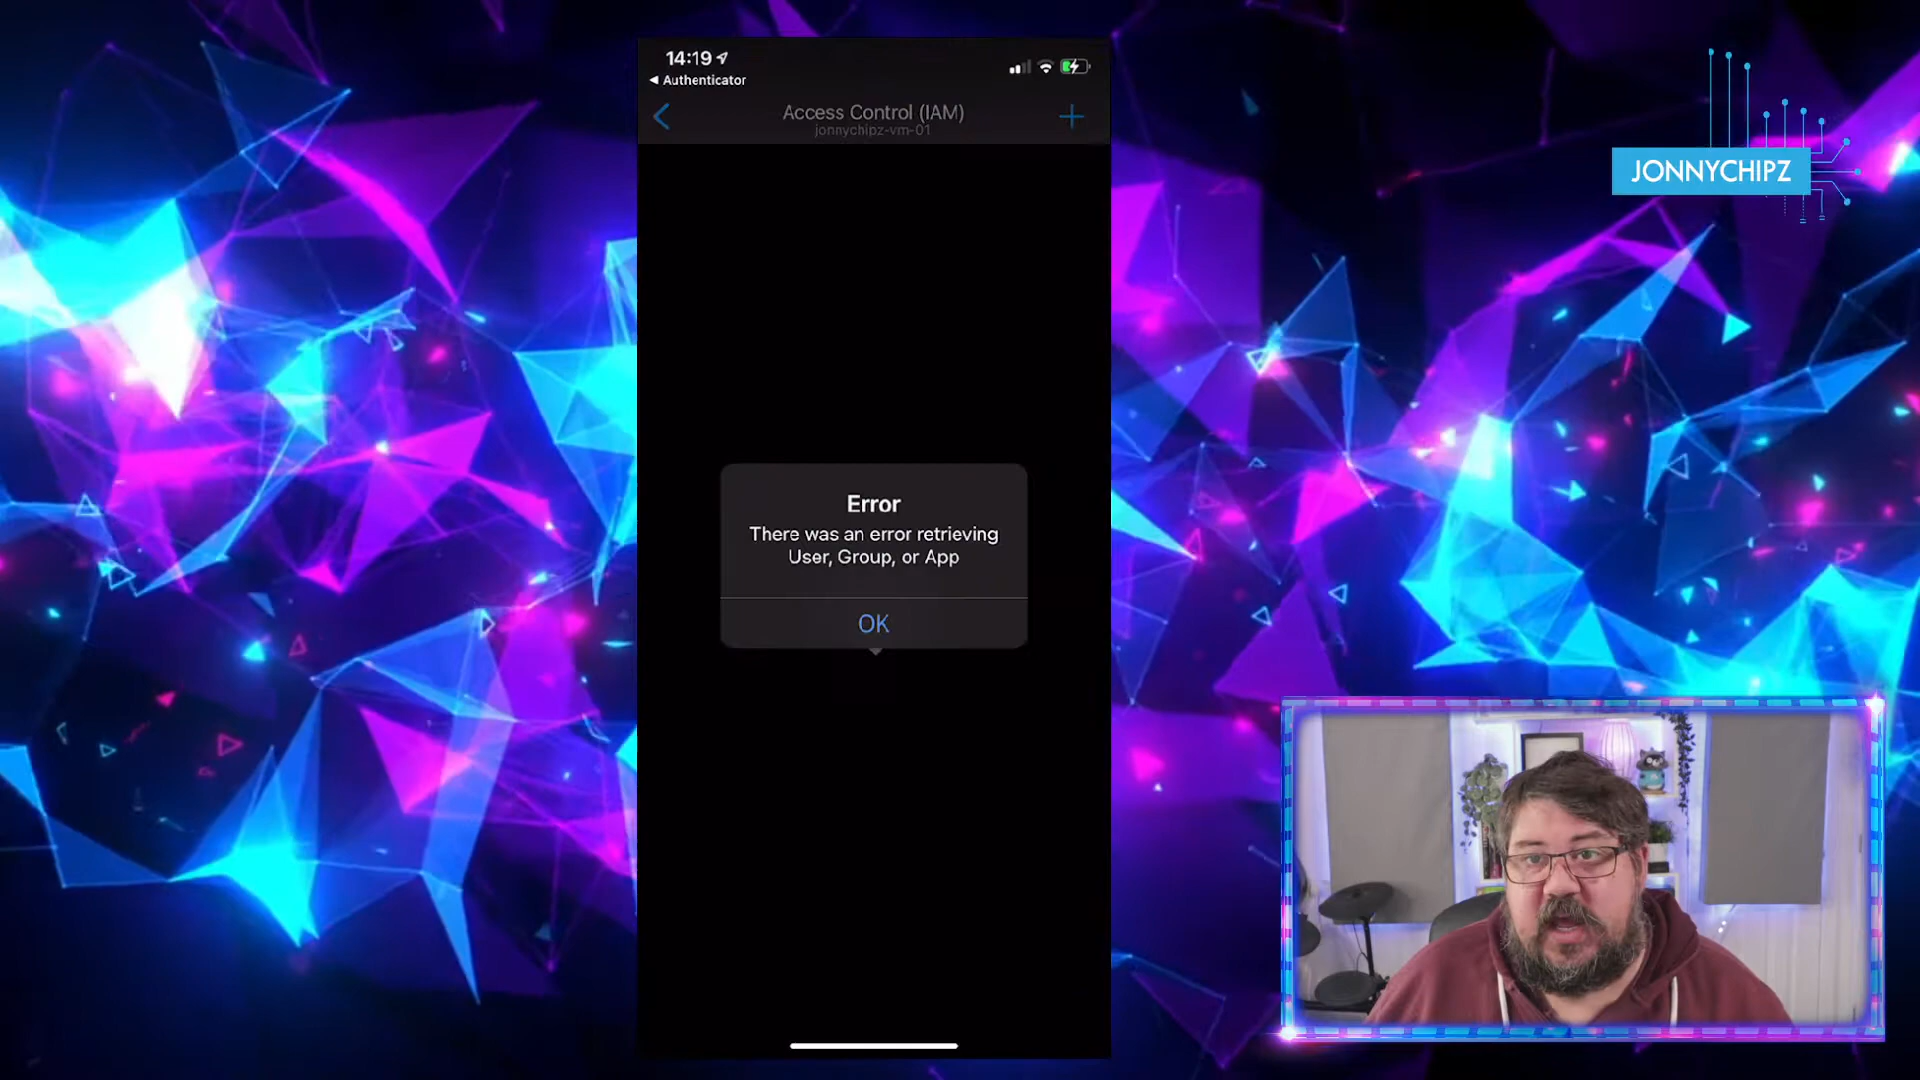 14:19
Authenticator
Access Control (IAM)
jonnychipz-vm-01
JONNYCHIPZ
Error
There was an error retrieving
User, Group, or App
OK